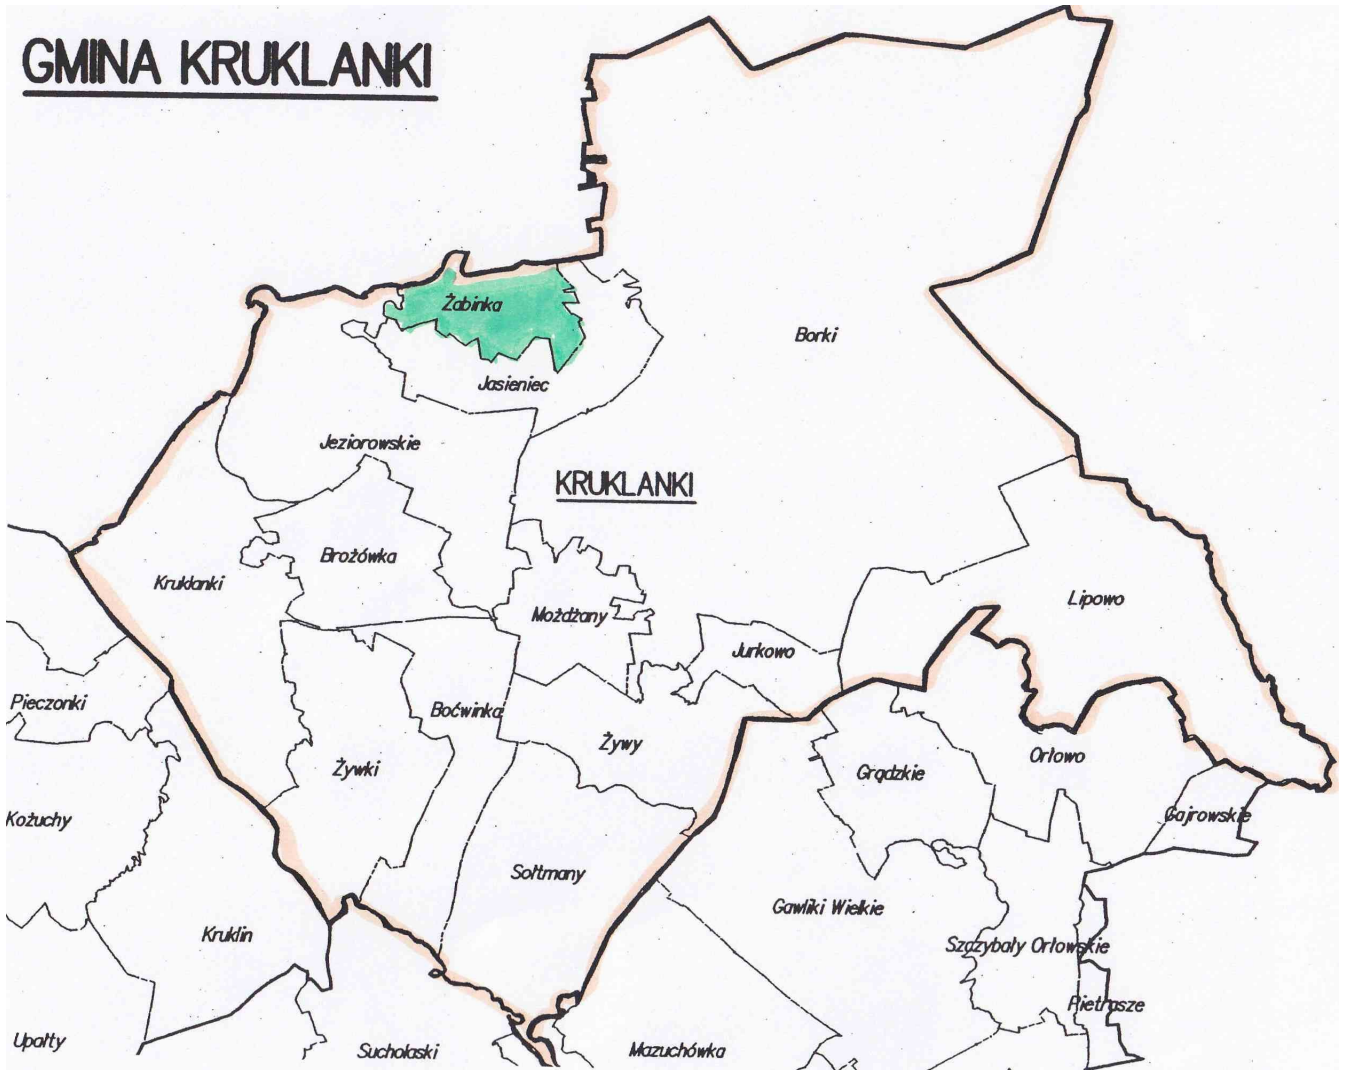 GMINA KRUKLANKI
Żabinka
Borki
Jasieniec
Jeziorowskie
KRUKLANKI
Brożówka
Kruklanki
Możdżany
Lipowo
Jurkowo
Pieczonki
Boćwinka
Żywy
Żywki
Grądzkie
Orłowo
Kożuchy
Gajrowskie
Sołtmany
Gawliki Wielkie
Kruklin
Szczybały Orłowskie
Pietrasze
Upałty
Sucholaski
Mazuchówka